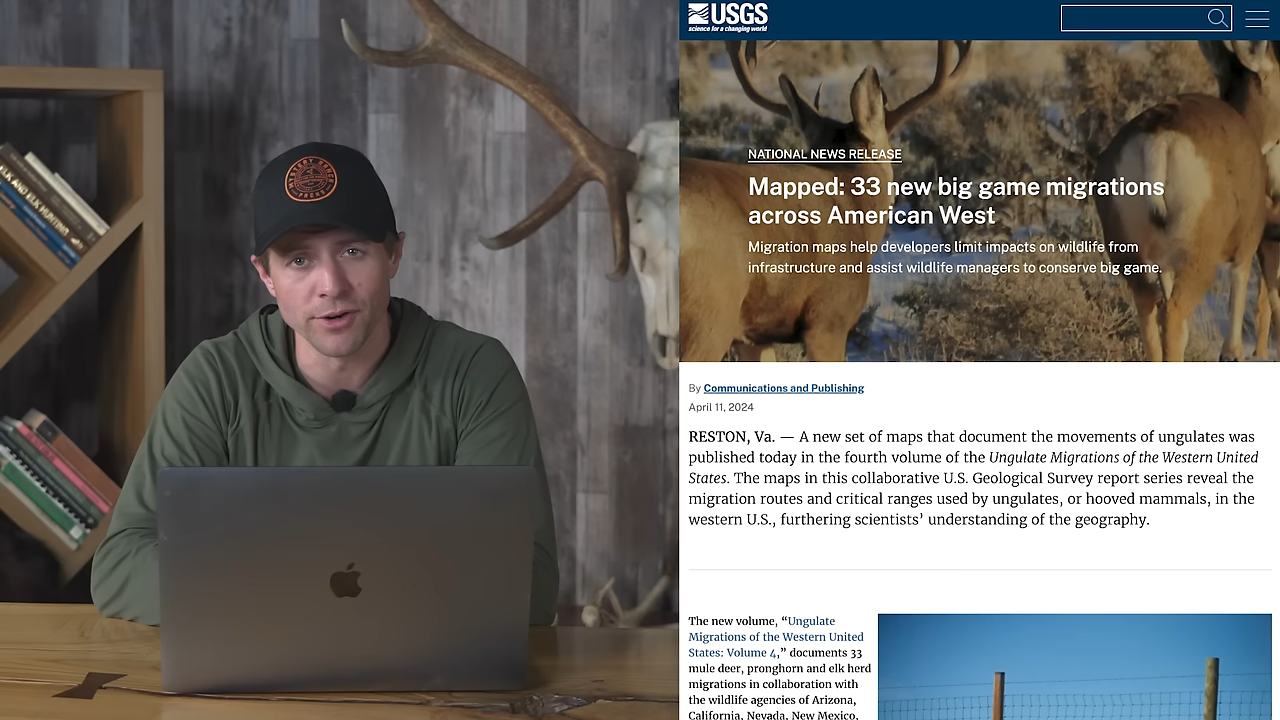 ELK AND ELK HUNTING
USGS
science for a changing world
NATIONAL NEWS RELEASE
Mapped: 33 new big game migrations
across American West
Migration maps help developers limit impacts on wildlife from
infrastructure and assist wildlife managers to conserve big game.
By Communications and Publishing
April 11, 2024
RESTON, Va. — A new set of maps that document the movements of ungulates was
published today in the fourth volume of the Ungulate Migrations of the Western United
States. The maps in this collaborative U.S. Geological Survey report series reveal the
migration routes and critical ranges used by ungulates, or hooved mammals, in the
western U.S., furthering scientists’ understanding of the geography.
The new volume, “Ungulate
Migrations of the Western United
States: Volume 4,” documents 33
mule deer, pronghorn and elk herd
migrations in collaboration with
the wildlife agencies of Arizona,
California, Nevada, New Mexico,